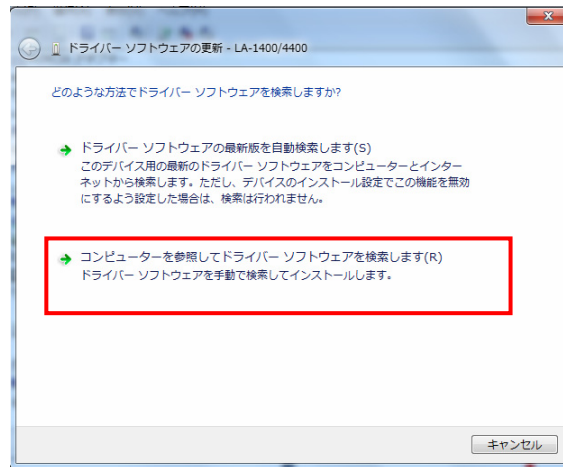 ドライバー ソフトウェアの更新 - LA-1400/4400
どのような方法でドライバー ソフトウェアを検索しますか?
ドライバー ソフトウェアの最新版を自動検索します(S)
このデバイス用の最新のドライバー ソフトウェアをコンピューターとインター
ネットから検索します。ただし、デバイスのインストール設定でこの機能を無効
にするよう設定した場合は、検索は行われません。
コンピューターを参照してドライバー ソフトウェアを検索します(R)
ドライバー ソフトウェアを手動で検索してインストールします。
キャンセル